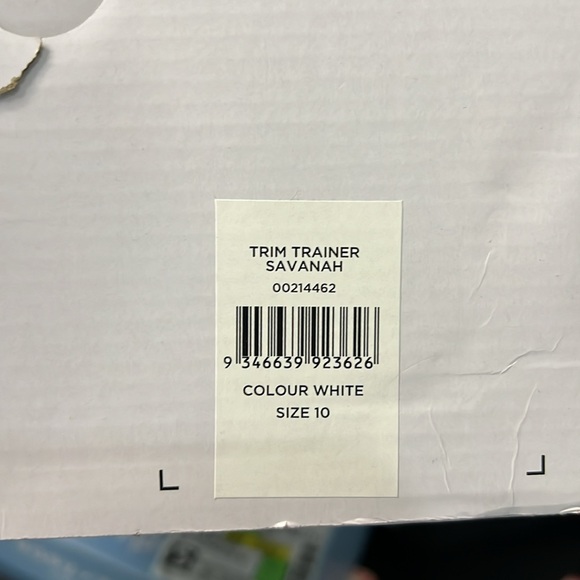 TRIM TRAINER
SAVANAH
00214462
9 346639 923626
COLOUR WHITE
SIZE 10